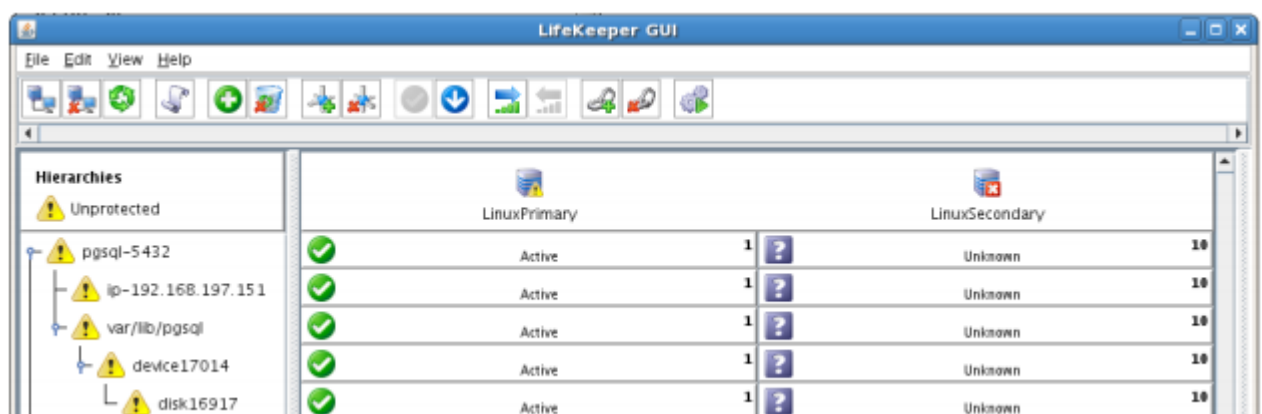 LifeKeeper GUI
File Edit View Help
Hierarchies
Unprotected
LinuxPrimary
LinuxSecondary
pgsql-5432
Active 1
Unknown 10
ip-192.168.197.151
Active 1
Unknown 10
var/lib/pgsql
Active 1
Unknown 10
device17014
Active 1
Unknown 10
disk16917
Active 1
Unknown 10